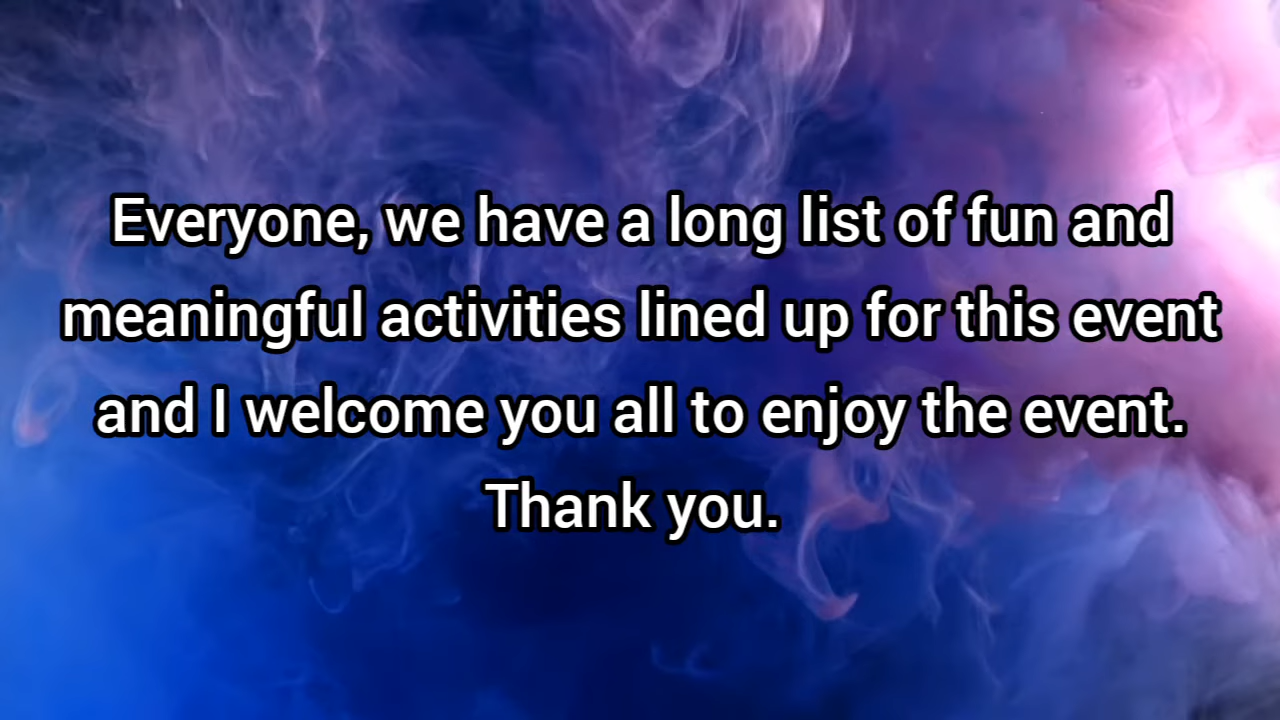 Everyone, we have a long list of fun and
meaningful activities lined up for this event
and I welcome you all to enjoy the event.
Thank you.